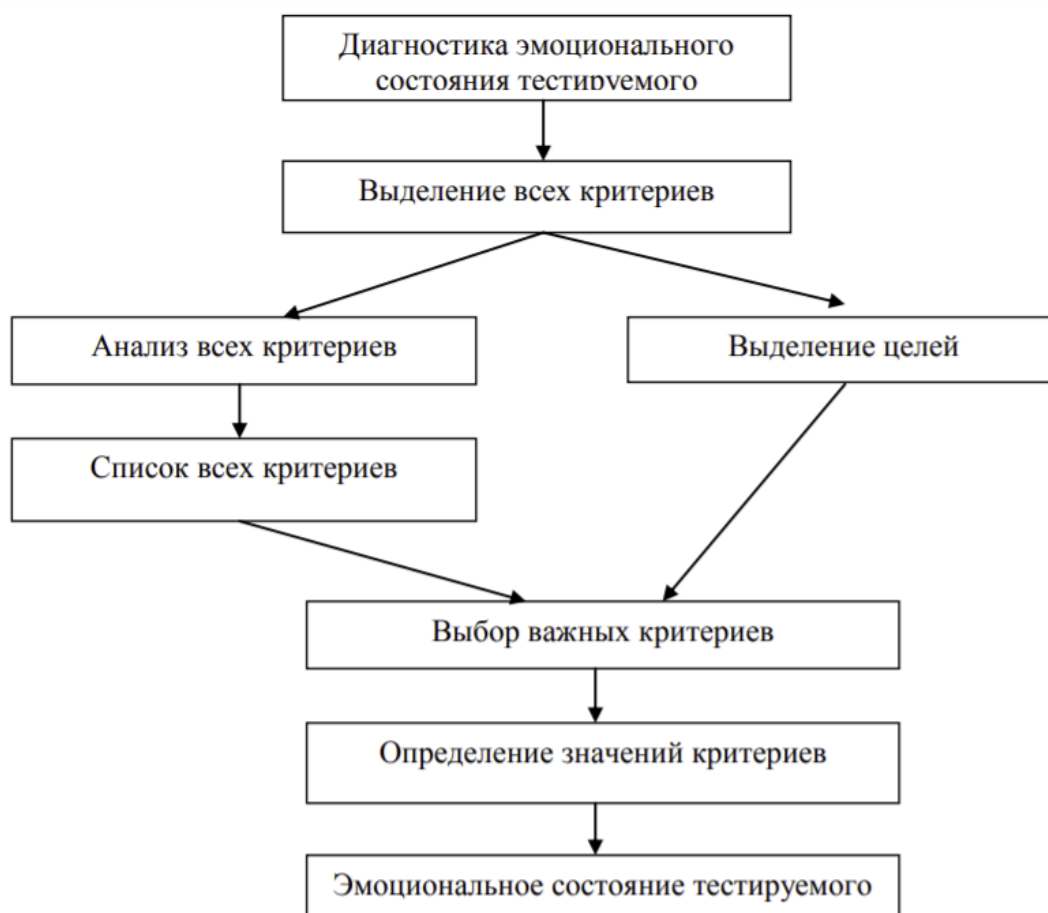 Диагностика эмоционального
состояния тестируемого
Выделение всех критериев
Анализ всех критериев
Выделение целей
Список всех критериев
Выбор важных критериев
Определение значений критериев
Эмоциональное состояние тестируемого